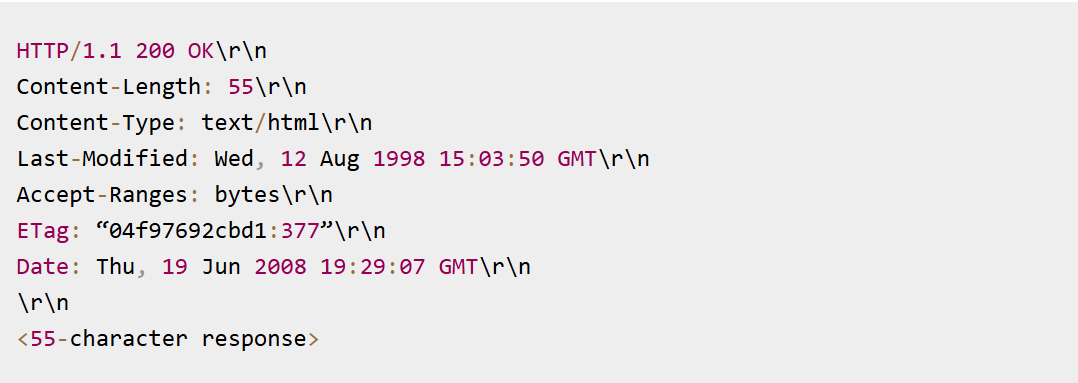 HTTP/1.1 200 OK\r\n
Content-Length: 55\r\n
Content-Type: text/html\r\n
Last-Modified: Wed, 12 Aug 1998 15:03:50 GMT\r\n
Accept-Ranges: bytes\r\n
ETag: “04f97692cbd1:377”\r\n
Date: Thu, 19 Jun 2008 19:29:07 GMT\r\n
\r\n
<55-character response>